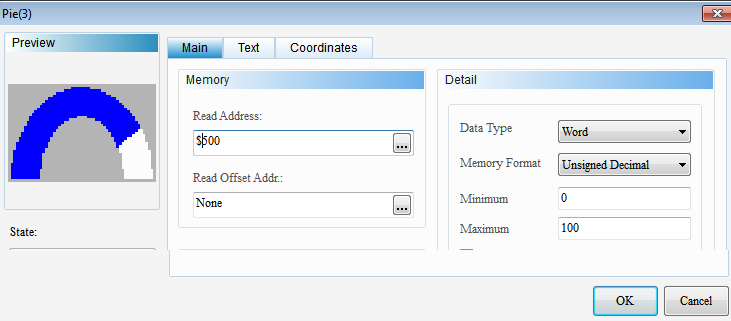 Pie(3)
Preview
Main
Text
Coordinates
Memory
Detail
Read Address:
$500
...
Read Offset Addr.:
None
...
Data Type
Word
Memory Format
Unsigned Decimal
Minimum
0
Maximum
100
State:
OK
Cancel